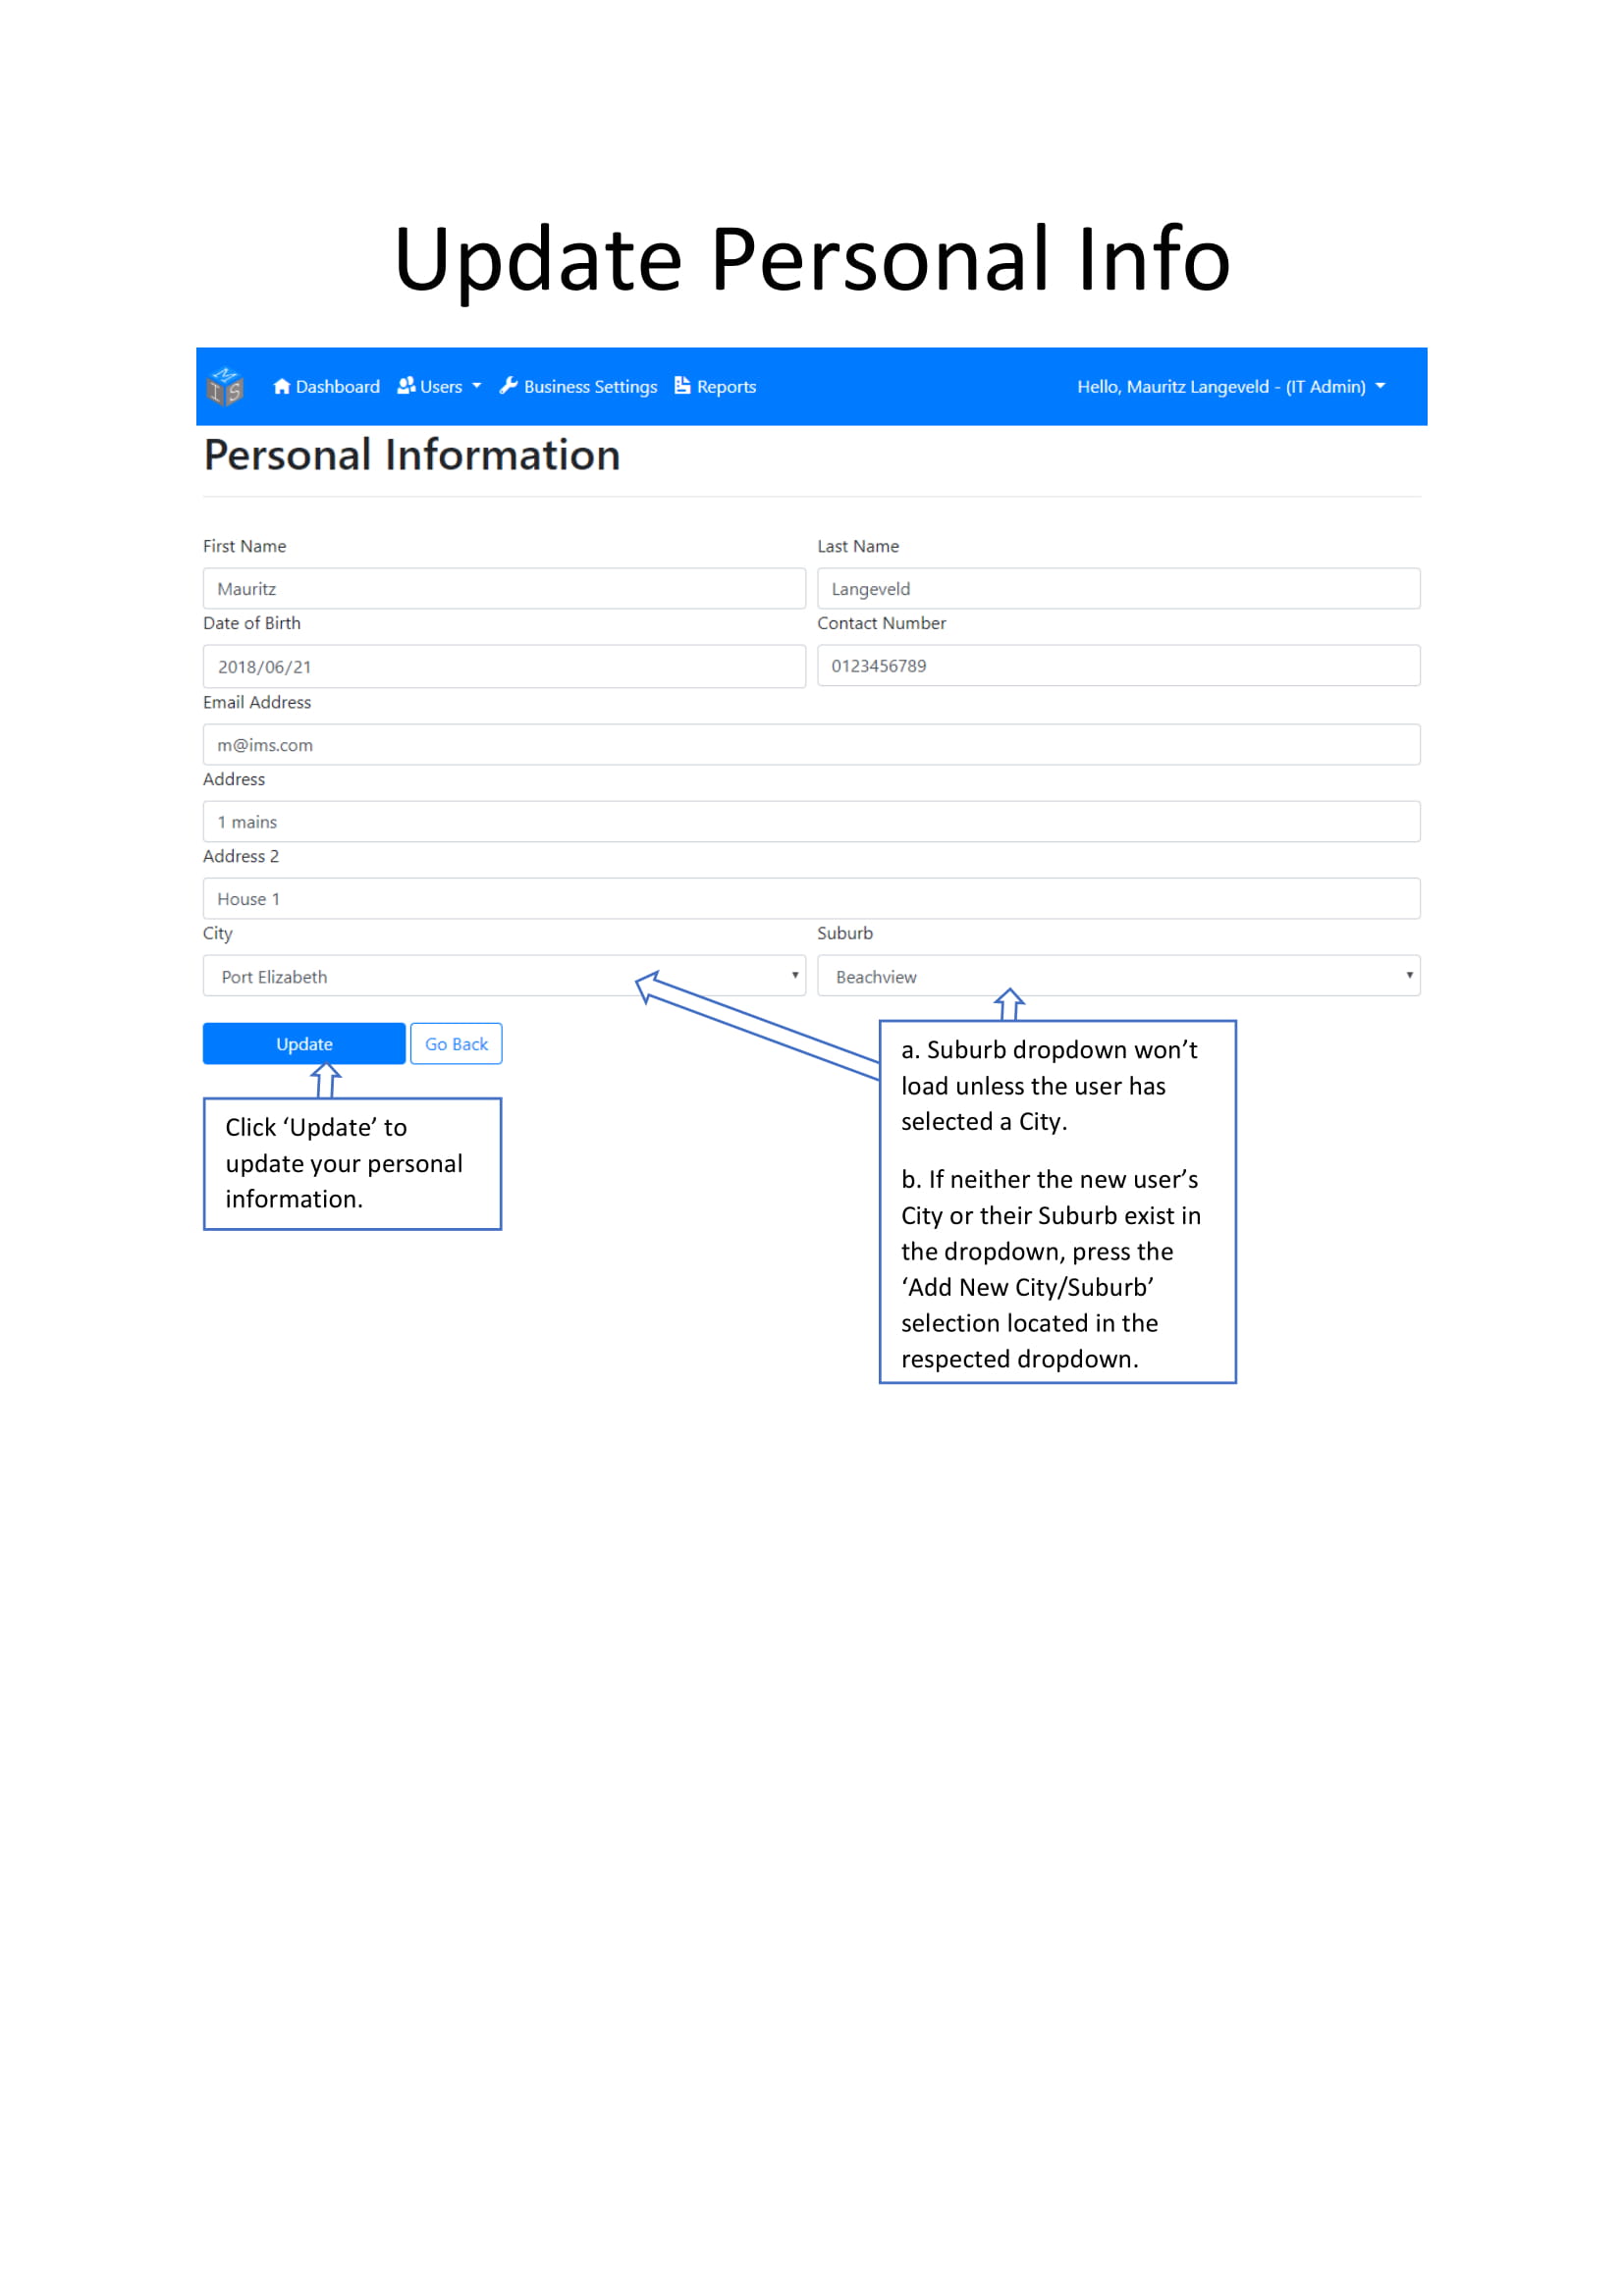 Update Personal Info
M I S Dashboard Users Business Settings Reports Hello, Mauritz Langeveld - (IT Admin)
Personal Information
First Name Last Name
Mauritz Langeveld
Date of Birth Contact Number
2018/06/21 0123456789
Email Address
m@ims.com
Address
1 mains
Address 2
House 1
City Suburb
Port Elizabeth Beachview
Update Go Back
Click ‘Update’ to
update your personal
information.
a. Suburb dropdown won’t
load unless the user has
selected a City.
b. If neither the new user’s
City or their Suburb exist in
the dropdown, press the
‘Add New City/Suburb’
selection located in the
respected dropdown.